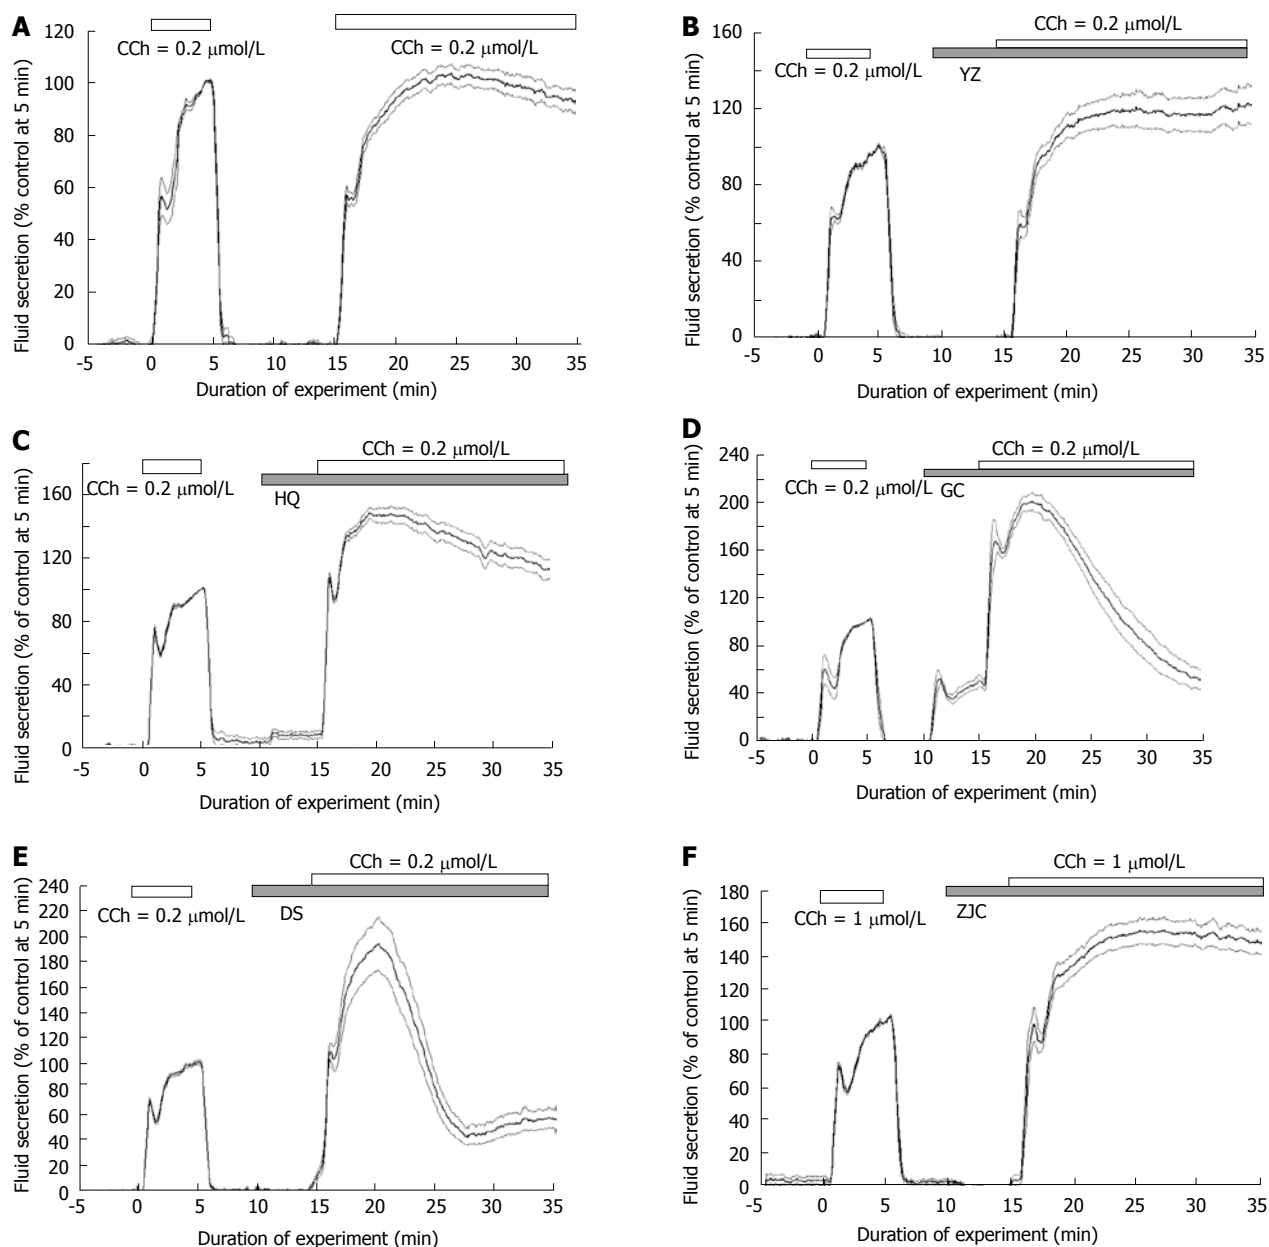 A
CCh = 0.2 µmol/L
CCh = 0.2 µmol/L
Fluid secretion (% control at 5 min)
120
100
80
60
40
20
0
-5 0 5 10 15 20 25 30 35
Duration of experiment (min)
B
CCh = 0.2 µmol/L
CCh = 0.2 µmol/L
YZ
Fluid secretion (% control at 5 min)
160
120
80
40
0
-5 0 5 10 15 20 25 30 35
Duration of experiment (min)
C
CCh = 0.2 µmol/L
CCh = 0.2 µmol/L
HQ
Fluid secretion (% of control at 5 min)
160
120
80
40
0
-5 0 5 10 15 20 25 30 35
Duration of experiment (min)
D
CCh = 0.2 µmol/L
CCh = 0.2 µmol/L
GC
Fluid secretion (% of control at 5 min)
240
200
160
120
80
40
0
-5 0 5 10 15 20 25 30 35
Duration of experiment (min)
E
CCh = 0.2 µmol/L
CCh = 0.2 µmol/L
DS
Fluid secretion (% of control at 5 min)
240
220
200
180
160
140
120
100
80
60
40
20
0
-5 0 5 10 15 20 25 30 35
Duration of experiment (min)
F
CCh = 1 µmol/L
CCh = 1 µmol/L
ZJC
Fluid secretion (% of control at 5 min)
180
160
140
120
100
80
60
40
20
0
-5 0 5 10 15 20 25 30 35
Duration of experiment (min)